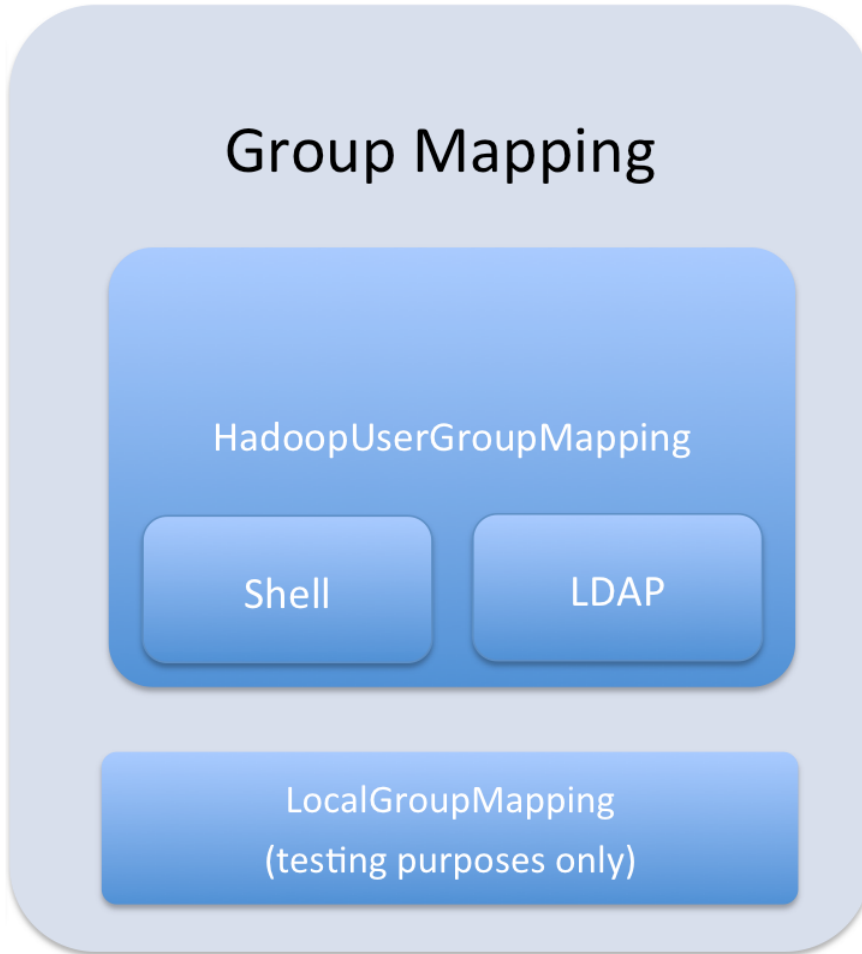 Group Mapping
HadoopUserGroupMapping
Shell
LDAP
LocalGroupMapping
(testing purposes only)